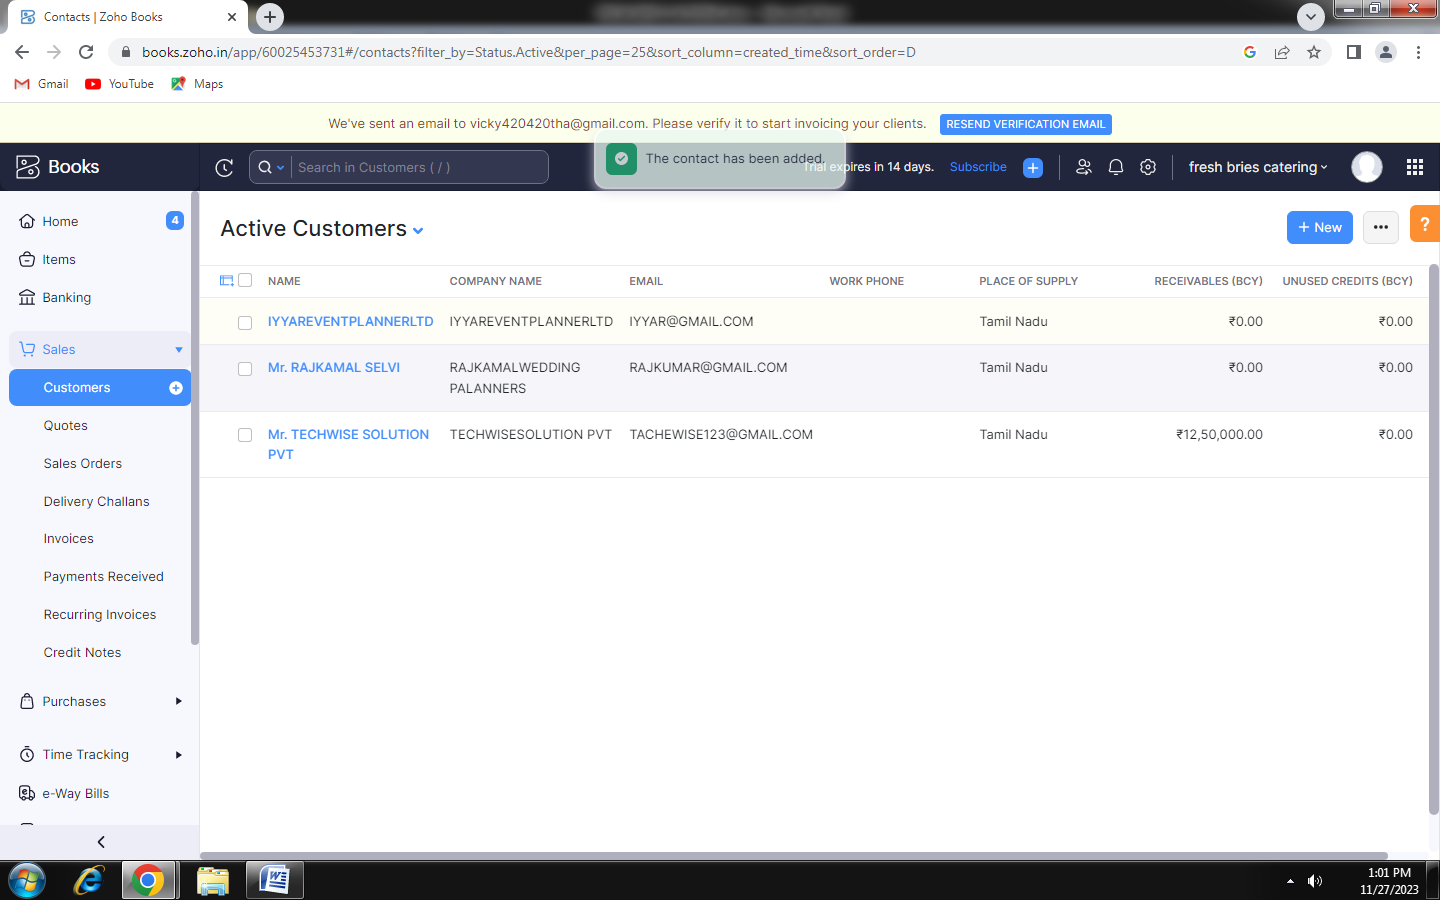 Contacts | Zoho Books
books.zoho.in/app/60025453731#/contacts?filter_by=Status.Active&per_page=25&sort_column=created_time&sort_order=D
Gmail YouTube Maps
We've sent an email to vicky420420tha@gmail.com. Please verify it to start invoicing your clients. RESEND VERIFICATION EMAIL
The contact has been added.
Books Search in Customers ( / ) Trial expires in 14 days. Subscribe fresh bries catering
Home 4
Items
Banking
Sales
Customers
Quotes
Sales Orders
Delivery Challans
Invoices
Payments Received
Recurring Invoices
Credit Notes
Purchases
Time Tracking
e-Way Bills
Active Customers + New ?
NAME COMPANY NAME EMAIL WORK PHONE PLACE OF SUPPLY RECEIVABLES (BCY) UNUSED CREDITS (BCY)
IYYAREVENTPLANNERLTD IYYAREVENTPLANNERLTD IYYAR@GMAIL.COM Tamil Nadu ₹0.00 ₹0.00
Mr. RAJKAMAL SELVI RAJKAMALWEDDING RAJKUMAR@GMAIL.COM Tamil Nadu ₹0.00 ₹0.00
PALANNERS
Mr. TECHWISE SOLUTION TECHWISESOLUTION PVT TACHEWISE123@GMAIL.COM Tamil Nadu ₹12,50,000.00 ₹0.00
PVT
1:01 PM
11/27/2023